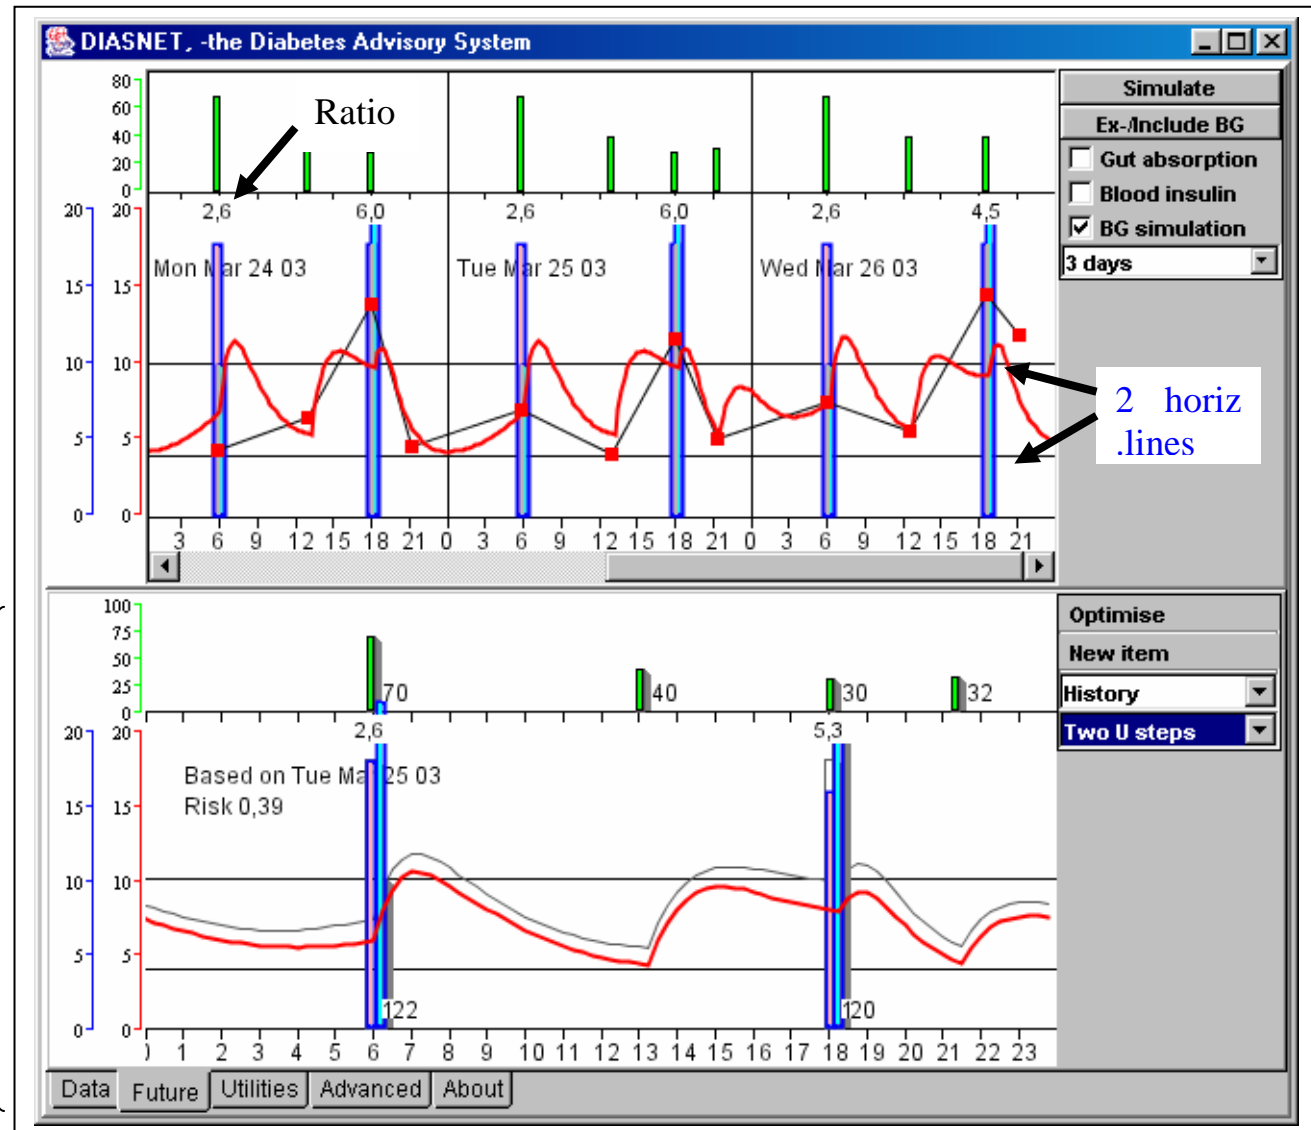 DIASNET, -the Diabetes Advisory System
80
60
40
20
0
Ratio
2,6 6,0 2,6 6,0 2,6 4,5
20 20
15 15
10 10
5 5
0 0
Mon Mar 24 03 Tue Mar 25 03 Wed Mar 26 03
2 horiz
.lines
3 6 9 12 15 18 21 0 3 6 9 12 15 18 21 0 3 6 9 12 15 18 21
Simulate
Ex-/Include BG
Gut absorption
Blood insulin
BG simulation
3 days
100
75
50
25
0
70 40 30 32
2,6 5,3
20 20
15 15
10 10
5 5
0 0
Based on Tue Mar 25 03
Risk 0,39
122 120
0 1 2 3 4 5 6 7 8 9 10 11 12 13 14 15 16 17 18 19 20 21 22 23
Optimise
New item
History
Two U steps
Data Future Utilities Advanced About